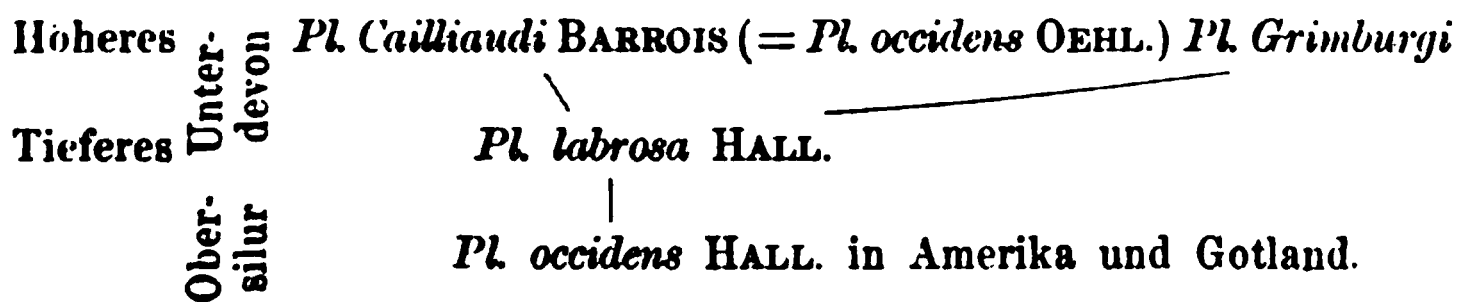 Höheres Unter-devon Pl. Cailliaudi BARROIS (= Pl. occidens OEHL.) Pl. Grimburgi
Tieferes Pl. labrosa HALL.
Ober-silur Pl. occidens HALL. in Amerika und Gotland.